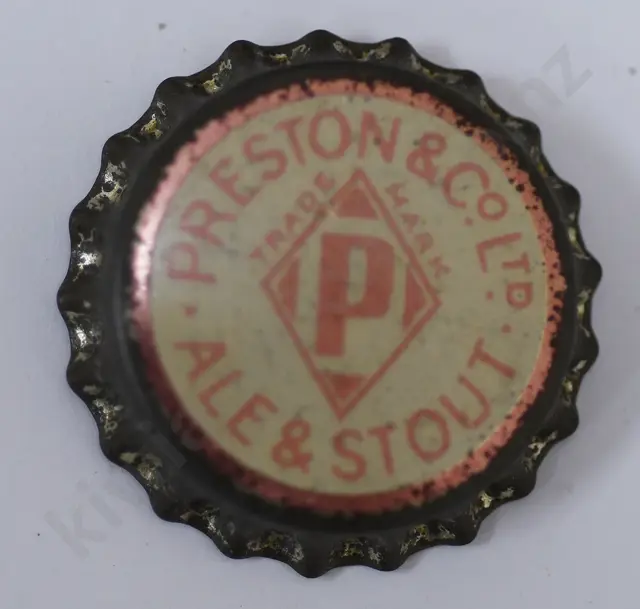 PRESTON & CO. LTD.
TRADE MARK
P
ALE & STOUT